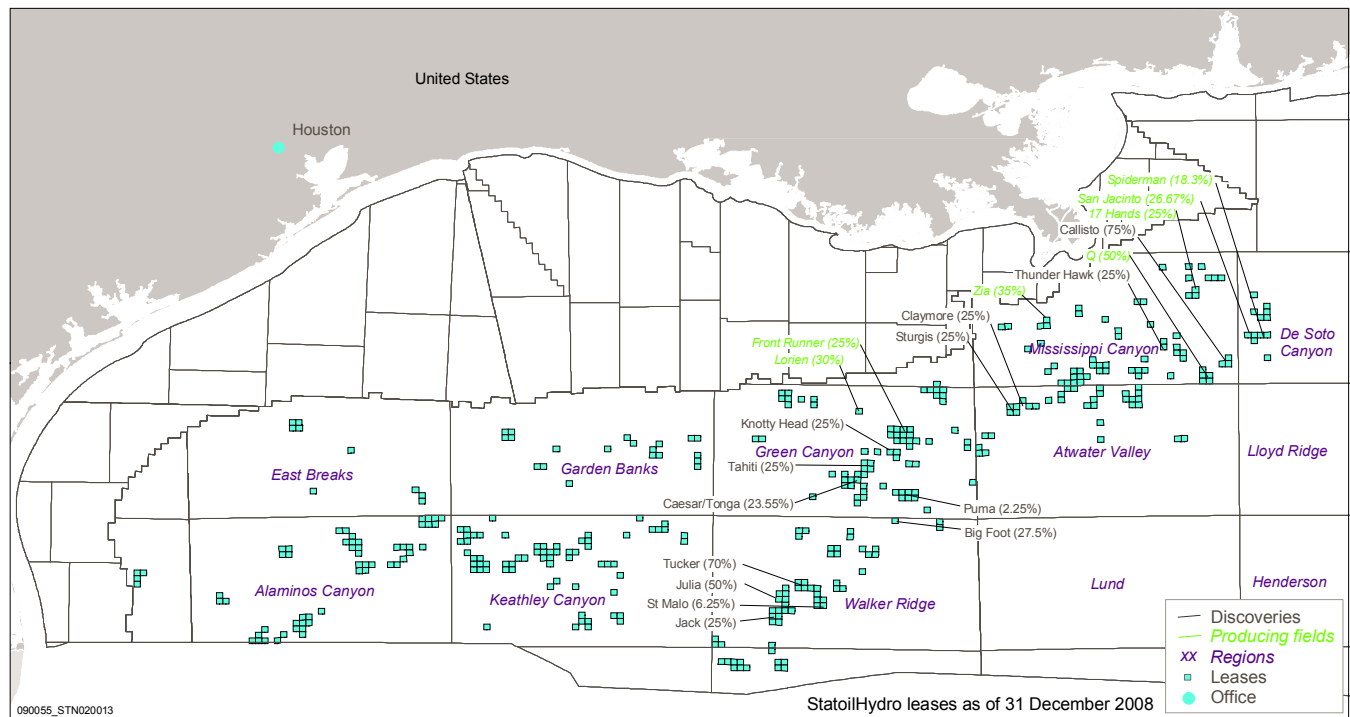 United States
Houston
Spiderman (18.3%)
San Jacinto (26.67%)
17 Hands (25%)
Callisto (75%)
Q (50%)
Thunder Hawk (25%)
Zia (35%)
Claymore (25%)
Sturgis (25%)
Mississippi Canyon
De Soto
Canyon
Front Runner (25%)
Lorien (30%)
Knotty Head (25%)
Green Canyon
Tahiti (25%)
Caesar/Tonga (23.55%)
Puma (2.25%)
Big Foot (27.5%)
East Breaks
Garden Banks
Atwater Valley
Lloyd Ridge
Tucker (70%)
Julia (50%)
St Malo (6.25%)
Jack (25%)
Alaminos Canyon
Keathley Canyon
Walker Ridge
Lund
Henderson
Discoveries
Producing fields
XX Regions
Leases
Office
StatoilHydro leases as of 31 December 2008
090055_STN020013